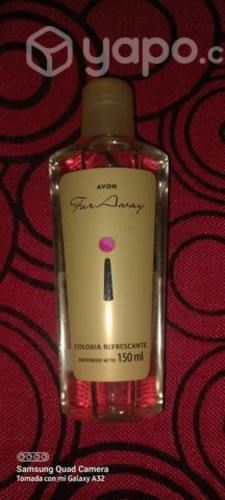 yapo.c
AVON
Far Away
COLONIA REFRESCANTE
CONTENIDO NETO: 150 ml
Samsung Quad Camera
Tomada con mi Galaxy A32